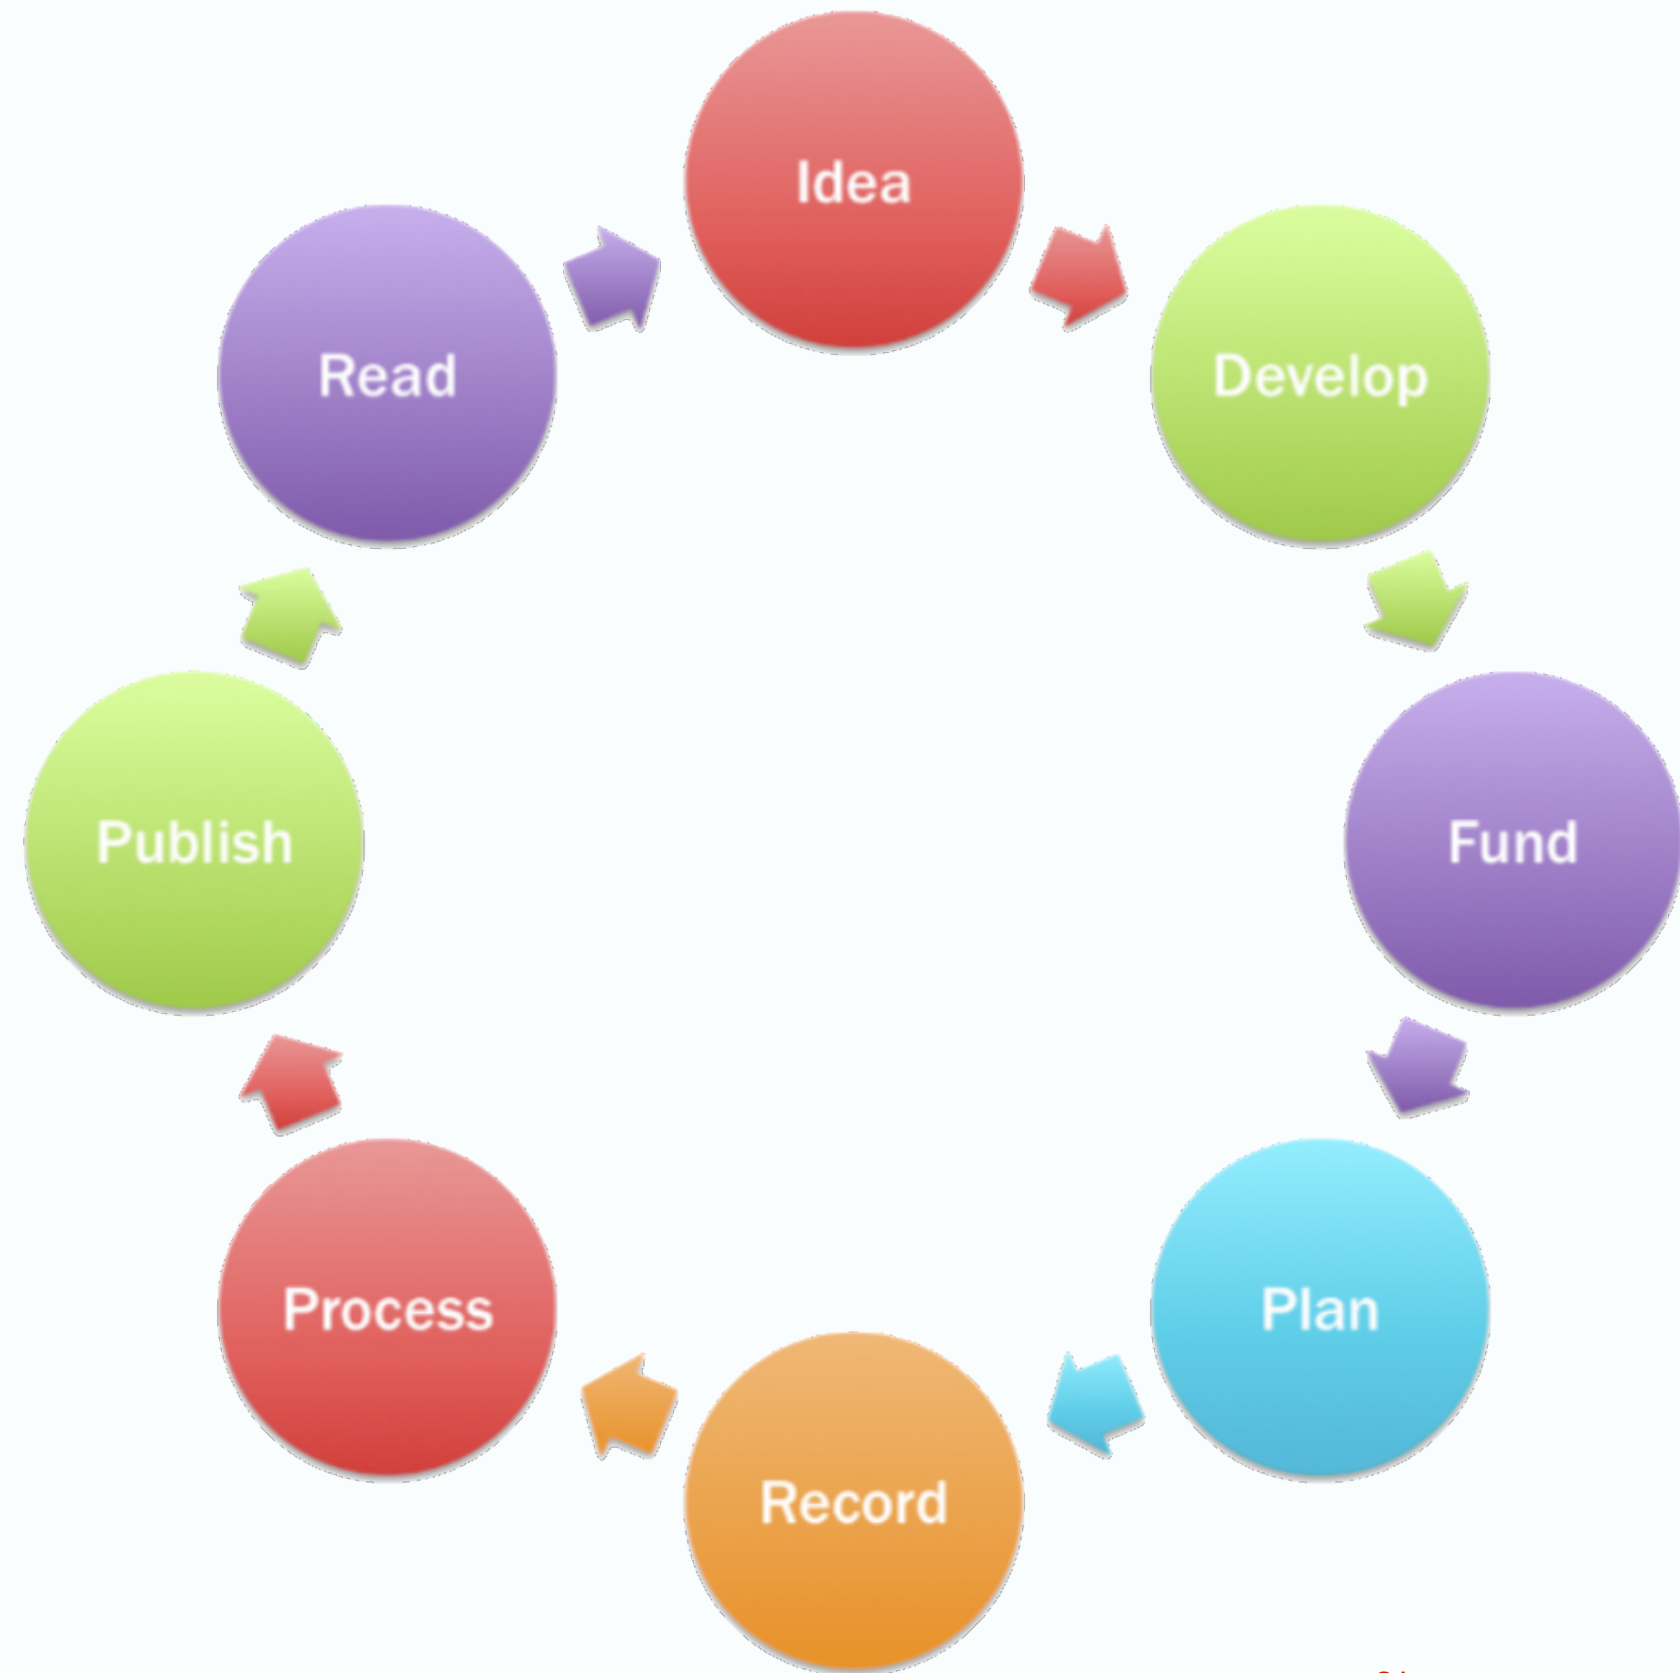 Idea
Develop
Fund
Plan
Record
Process
Publish
Read